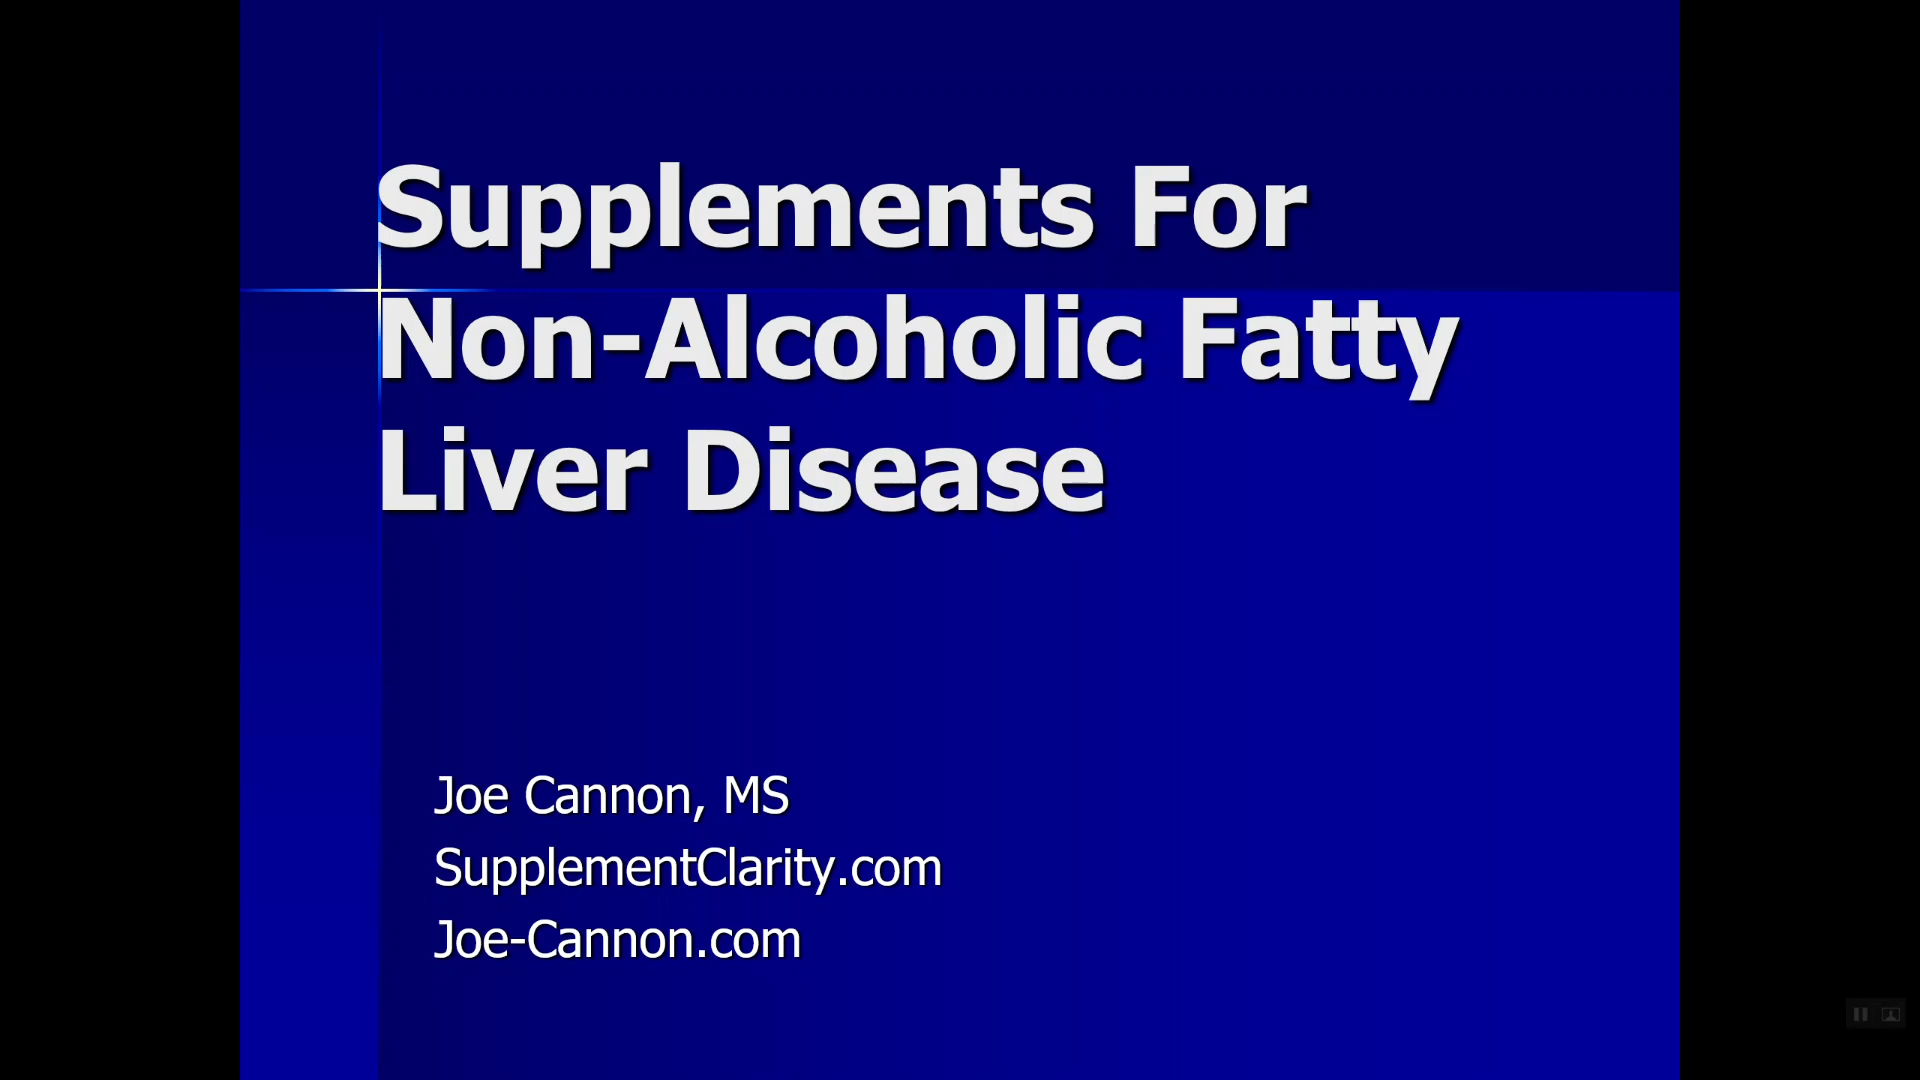 Supplements For
Non-Alcoholic Fatty
Liver Disease
Joe Cannon, MS
SupplementClarity.com
Joe-Cannon.com